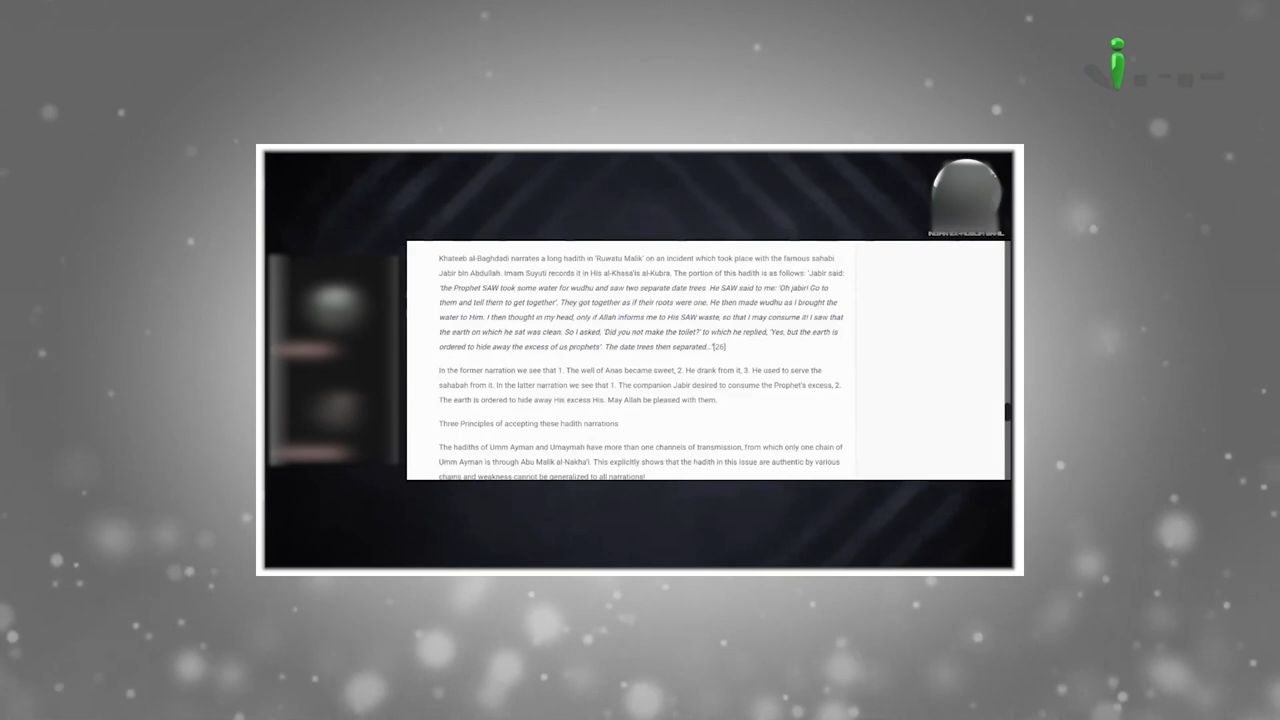 INDIAN EX-MUSLIM SAHIL
Khateeb al-Baghdadi narrates a long hadith in 'Ruwatu Malik' on an incident which took place with the famous sahabi
Jabir bin Abdullah. Imam Suyuti records it in His al-Khasa'is al-Kubra. The portion of this hadith is as follows: 'Jabir said:
'the Prophet SAW took some water for wudhu and saw two separate date trees He SAW said to me: 'Oh jabir! Go to
them and tell them to get together'. They got together as if their roots were one. He then made wudhu as I brought the
water to Him. I then thought in my head, only if Allah informs me to His SAW waste, so that I may consume it! I saw that
the earth on which he sat was clean. So I asked, 'Did you not make the toilet?' to which he replied, 'Yes, but the earth is
ordered to hide away the excess of us prophets'. The date trees then separated..."[26]
In the former narration we see that 1. The well of Anas became sweet, 2. He drank from it, 3. He used to serve the
sahabah from it. In the latter narration we see that 1. The companion Jabir desired to consume the Prophet's excess, 2.
The earth is ordered to hide away His excess His. May Allah be pleased with them.
Three Principles of accepting these hadith narrations
The hadiths of Umm Ayman and Umaymah have more than one channels of transmission, from which only one chain of
Umm Ayman is through Abu Malik al-Nakha'i. This explicitly shows that the hadith in this issue are authentic by various
chains and weakness cannot be generalized to all narrations!